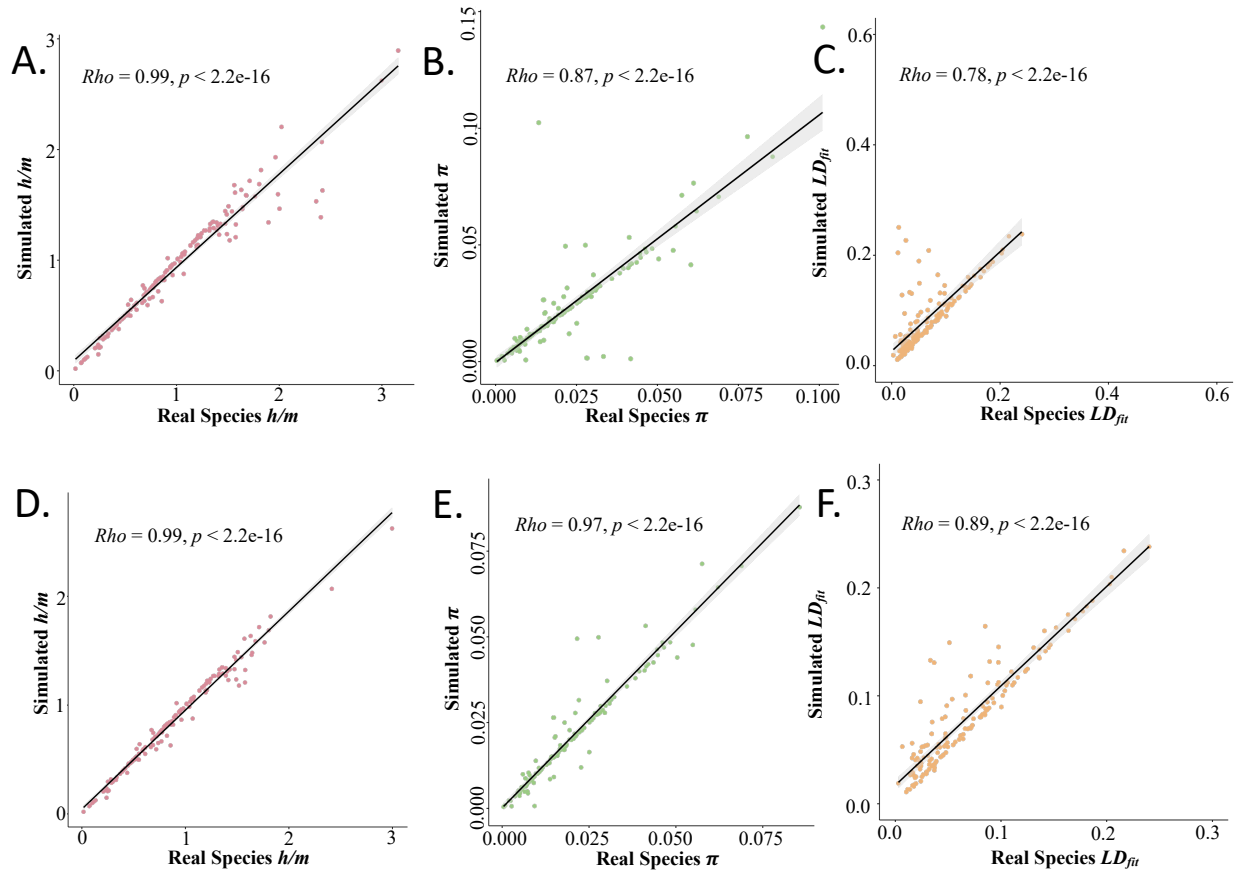 A.
Rho = 0.99, p < 2.2e-16
3
2
1
0
Simulated h/m
0
1
2
3
Real Species h/m
B.
Rho = 0.87, p < 2.2e-16
0.15
0.10
0.05
0.00
Simulated π
0.000
0.025
0.050
0.075
0.100
Real Species π
C.
Rho = 0.78, p < 2.2e-16
0.6
0.4
0.2
0.0
Simulated LDfit
0.0
0.2
0.4
0.6
Real Species LDfit
D.
Rho = 0.99, p < 2.2e-16
2
1
0
Simulated h/m
0
1
2
3
Real Species h/m
E.
Rho = 0.97, p < 2.2e-16
0.075
0.050
0.025
0.000
Simulated π
0.000
0.025
0.050
0.075
Real Species π
F.
Rho = 0.89, p < 2.2e-16
0.3
0.2
0.1
0.0
Simulated LDfit
0.0
0.1
0.2
0.3
Real Species LDfit